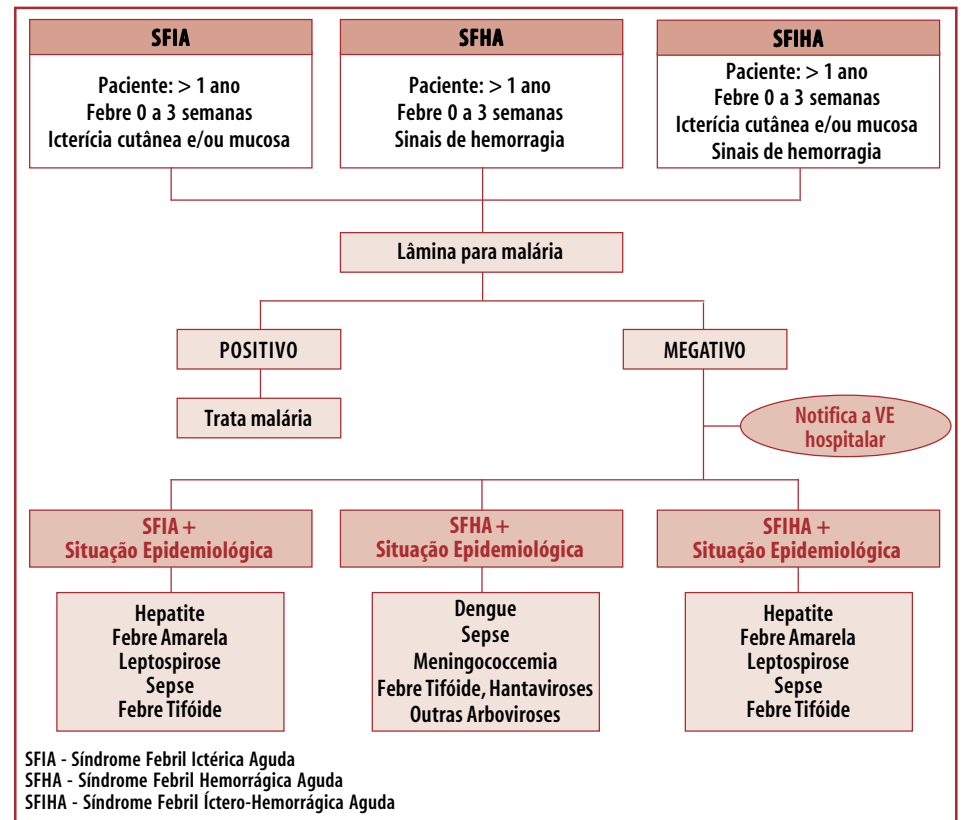 SFIA
Paciente: > 1 ano
Febre 0 a 3 semanas
Icterícia cutânea e/ou mucosa
SFHA
Paciente: > 1 ano
Febre 0 a 3 semanas
Sinais de hemorragia
SFIHA
Paciente: > 1 ano
Febre 0 a 3 semanas
Icterícia cutânea e/ou mucosa
Sinais de hemorragia
Lâmina para malária
POSITIVO
MEGATIVO
Trata malária
Notifica a VE
hospitalar
SFIA +
Situação Epidemiológica
SFHA +
Situação Epidemiológica
SFIHA +
Situação Epidemiológica
Hepatite
Febre Amarela
Leptospirose
Sepse
Febre Tifóide
Dengue
Sepse
Meningococcemia
Febre Tifóide, Hantaviroses
Outras Arboviroses
Hepatite
Febre Amarela
Leptospirose
Sepse
Febre Tifóide
SFIA - Síndrome Febril Ictérica Aguda
SFHA - Síndrome Febril Hemorrágica Aguda
SFIHA - Síndrome Febril Íctero-Hemorrágica Aguda